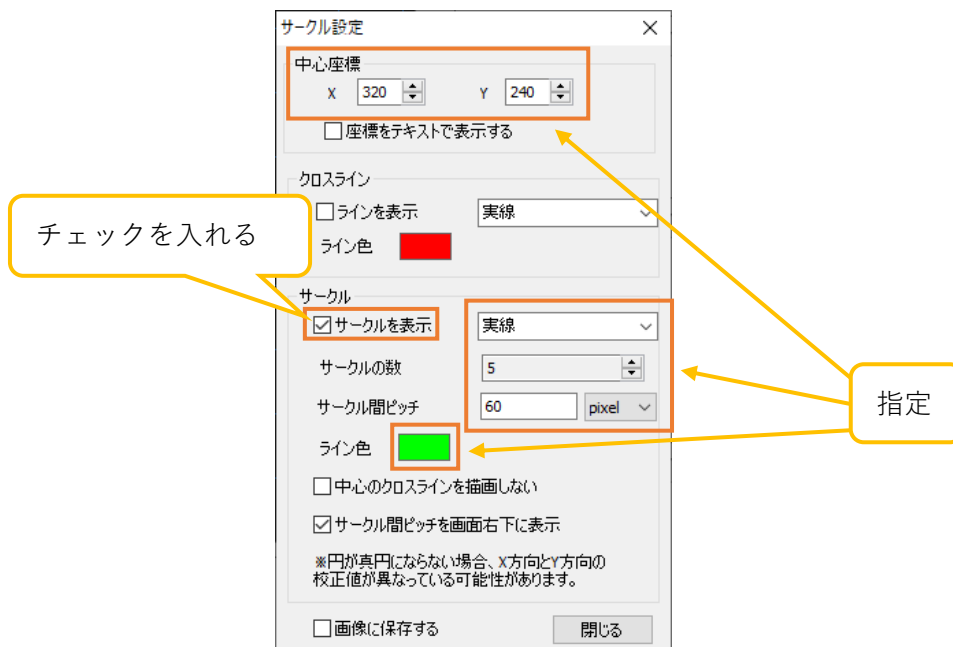 サークル設定
中心座標
X 320 Y 240
座標をテキストで表示する
クロスライン
ラインを表示 実線
ライン色
チェックを入れる
サークル
サークルを表示 実線
サークルの数 5
サークル間ピッチ 60 pixel
指定
ライン色
中心のクロスラインを描画しない
サークル間ピッチを画面右下に表示
※円が真円にならない場合、X方向とY方向の
校正値が異なっている可能性があります。
画像に保存する 閉じる